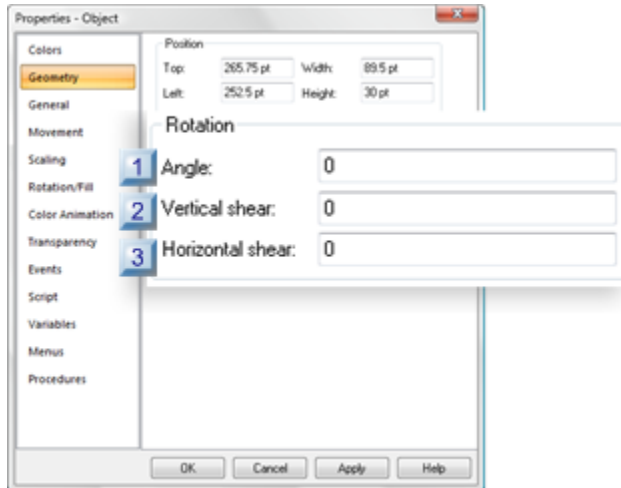 Properties - Object
Colors
Geometry
General
Movement
Scaling
Rotation/Fill
Color Animation
Transparency
Events
Script
Variables
Menus
Procedures
Position
Top: 265.75 pt Width: 89.5 pt
Left: 252.5 pt Height: 30 pt
Rotation
1 Angle: 0
2 Vertical shear: 0
3 Horizontal shear: 0
OK Cancel Apply Help